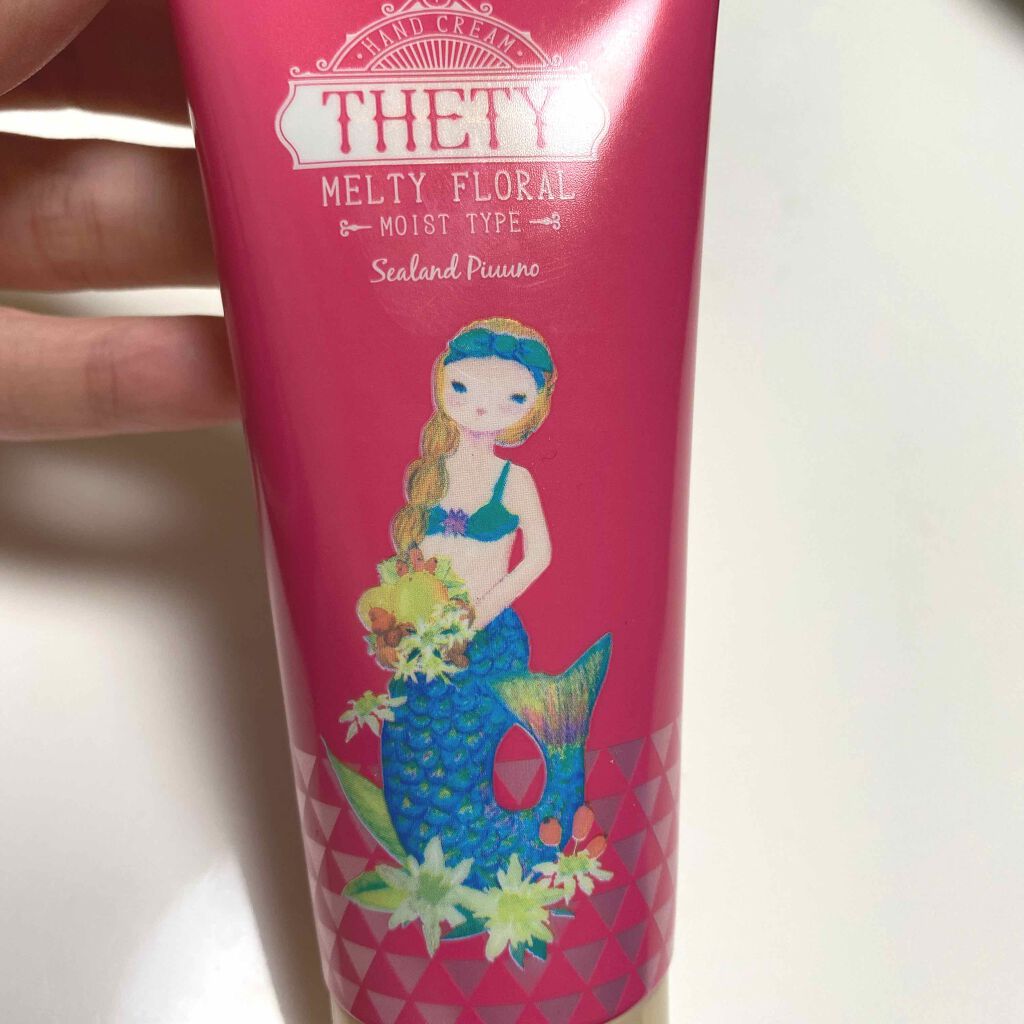 · HAND CREAM ·
THETY
MELTY FLORAL
MOIST TYPE
Sealand Piuuno